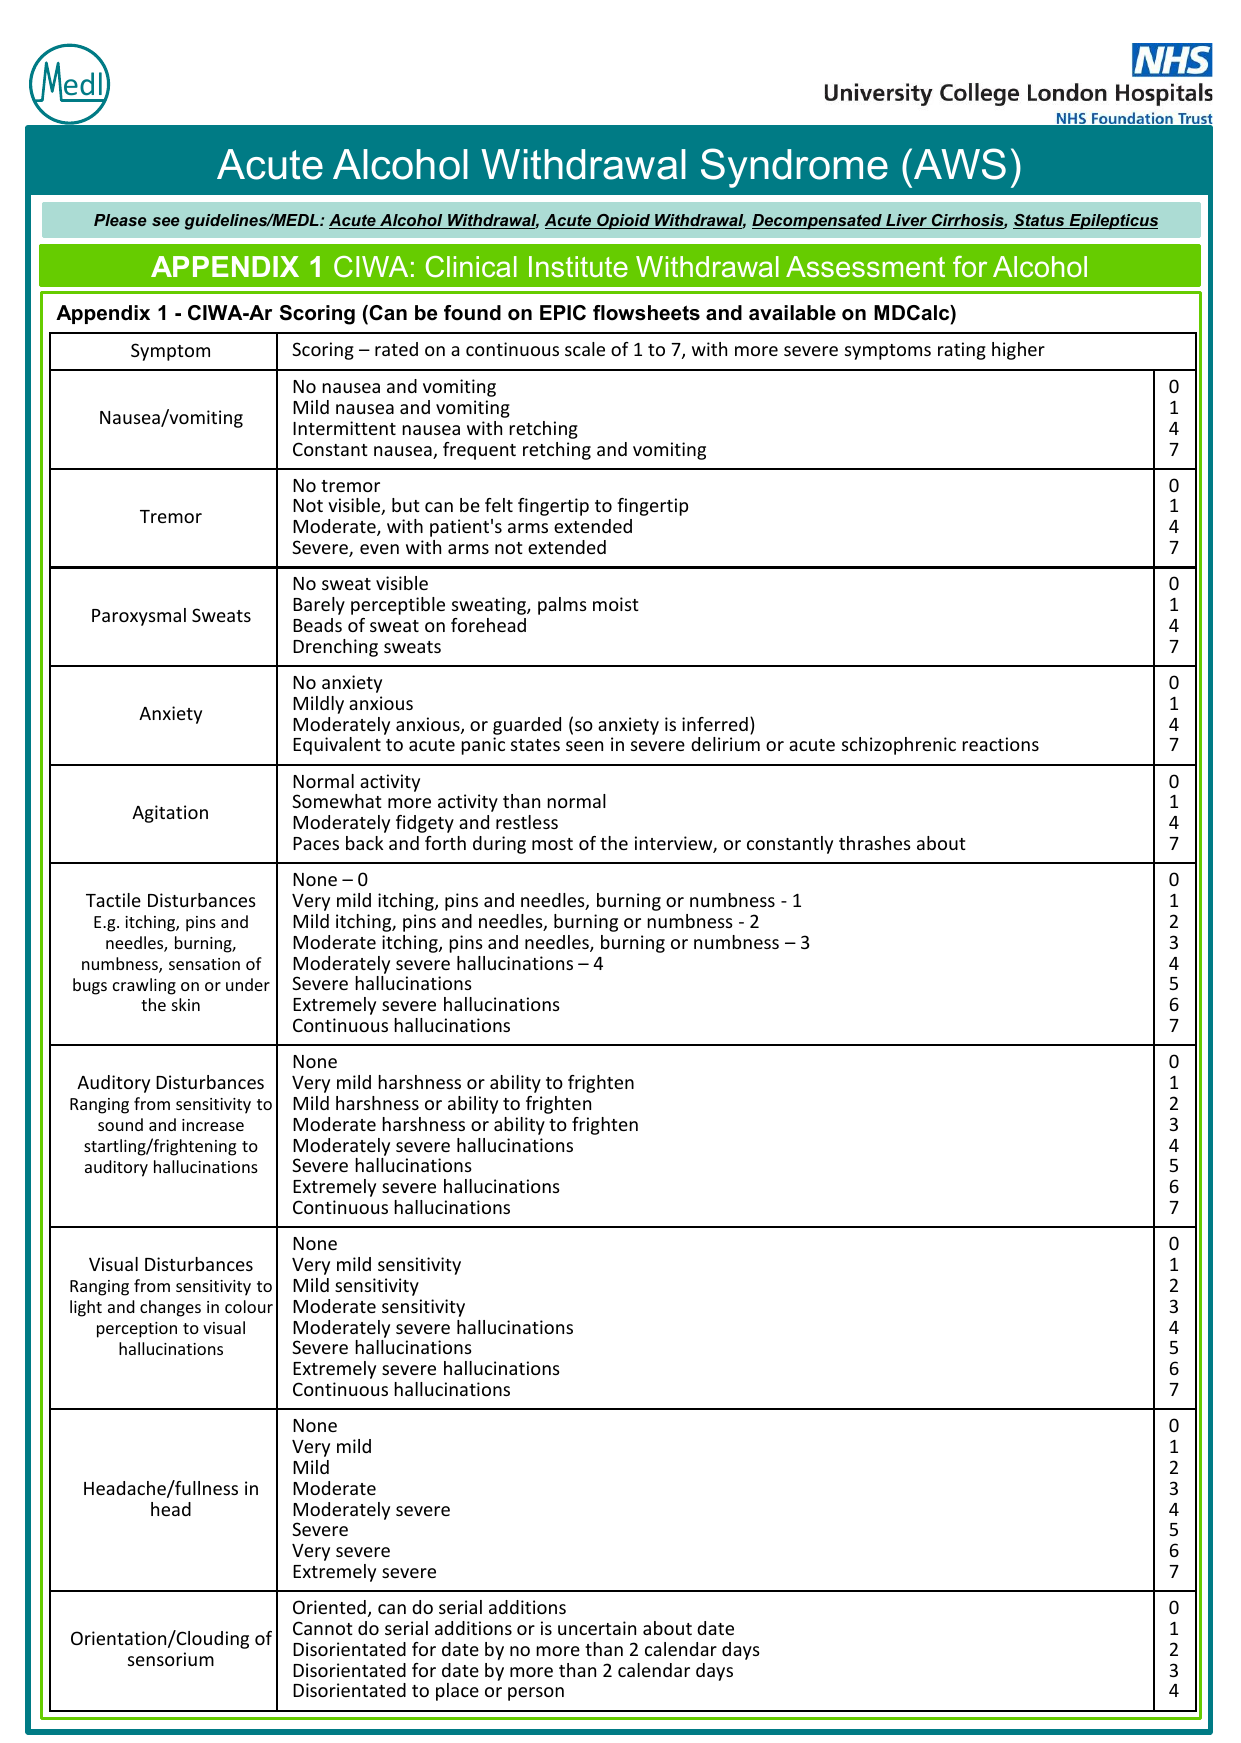 Medl
NHS
University College London Hospitals
NHS Foundation Trust
Acute Alcohol Withdrawal Syndrome (AWS)
Please see guidelines/MEDL: Acute Alcohol Withdrawal, Acute Opioid Withdrawal, Decompensated Liver Cirrhosis, Status Epilepticus
APPENDIX 1 CIWA: Clinical Institute Withdrawal Assessment for Alcohol
Appendix 1 - CIWA-Ar Scoring (Can be found on EPIC flowsheets and available on MDCalc)
Symptom Scoring – rated on a continuous scale of 1 to 7, with more severe symptoms rating higher
Nausea/vomiting
No nausea and vomiting 0
Mild nausea and vomiting 1
Intermittent nausea with retching 4
Constant nausea, frequent retching and vomiting 7
Tremor
No tremor 0
Not visible, but can be felt fingertip to fingertip 1
Moderate, with patient's arms extended 4
Severe, even with arms not extended 7
Paroxysmal Sweats
No sweat visible 0
Barely perceptible sweating, palms moist 1
Beads of sweat on forehead 4
Drenching sweats 7
Anxiety
No anxiety 0
Mildly anxious 1
Moderately anxious, or guarded (so anxiety is inferred) 4
Equivalent to acute panic states seen in severe delirium or acute schizophrenic reactions 7
Agitation
Normal activity 0
Somewhat more activity than normal 1
Moderately fidgety and restless 4
Paces back and forth during most of the interview, or constantly thrashes about 7
Tactile Disturbances
E.g. itching, pins and
needles, burning,
numbness, sensation of
bugs crawling on or under
the skin
None – 0 0
Very mild itching, pins and needles, burning or numbness - 1 1
Mild itching, pins and needles, burning or numbness - 2 2
Moderate itching, pins and needles, burning or numbness – 3 3
Moderately severe hallucinations – 4 4
Severe hallucinations 5
Extremely severe hallucinations 6
Continuous hallucinations 7
Auditory Disturbances
Ranging from sensitivity to
sound and increase
startling/frightening to
auditory hallucinations
None 0
Very mild harshness or ability to frighten 1
Mild harshness or ability to frighten 2
Moderate harshness or ability to frighten 3
Moderately severe hallucinations 4
Severe hallucinations 5
Extremely severe hallucinations 6
Continuous hallucinations 7
Visual Disturbances
Ranging from sensitivity to
light and changes in colour
perception to visual
hallucinations
None 0
Very mild sensitivity 1
Mild sensitivity 2
Moderate sensitivity 3
Moderately severe hallucinations 4
Severe hallucinations 5
Extremely severe hallucinations 6
Continuous hallucinations 7
Headache/fullness in
head
None 0
Very mild 1
Mild 2
Moderate 3
Moderately severe 4
Severe 5
Very severe 6
Extremely severe 7
Orientation/Clouding of
sensorium
Oriented, can do serial additions 0
Cannot do serial additions or is uncertain about date 1
Disorientated for date by no more than 2 calendar days 2
Disorientated for date by more than 2 calendar days 3
Disorientated to place or person 4